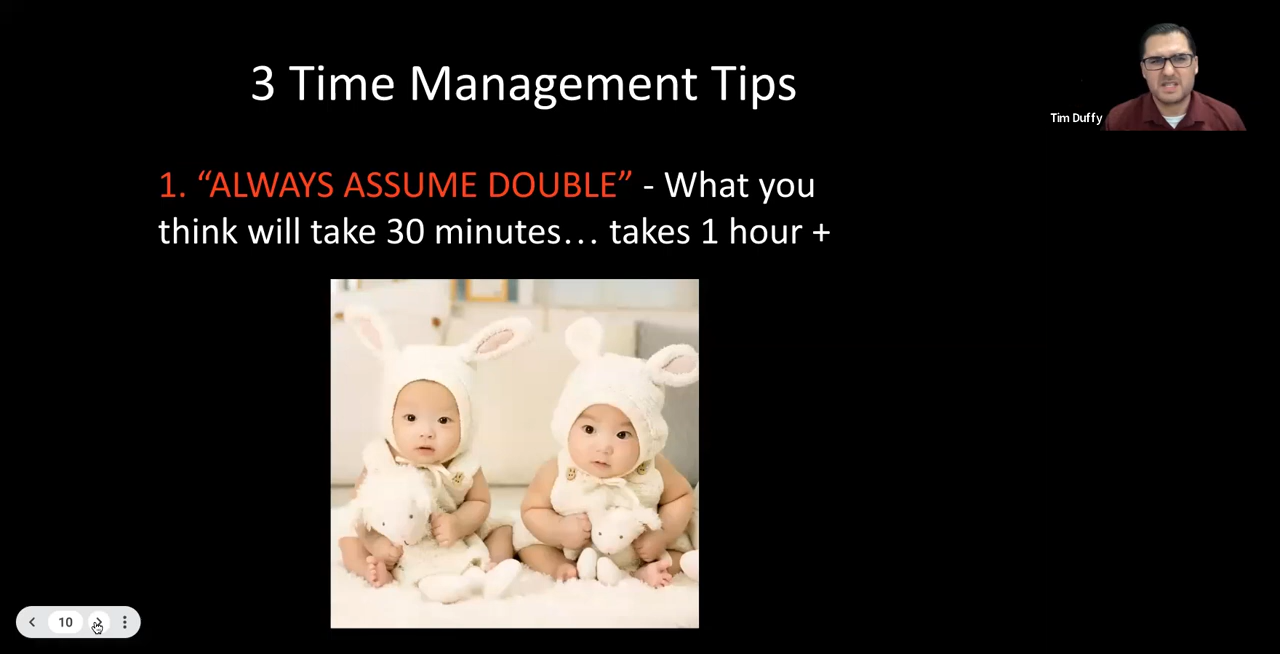 3 Time Management Tips
Tim Duffy
1. “ALWAYS ASSUME DOUBLE” - What you
think will take 30 minutes... takes 1 hour +
10